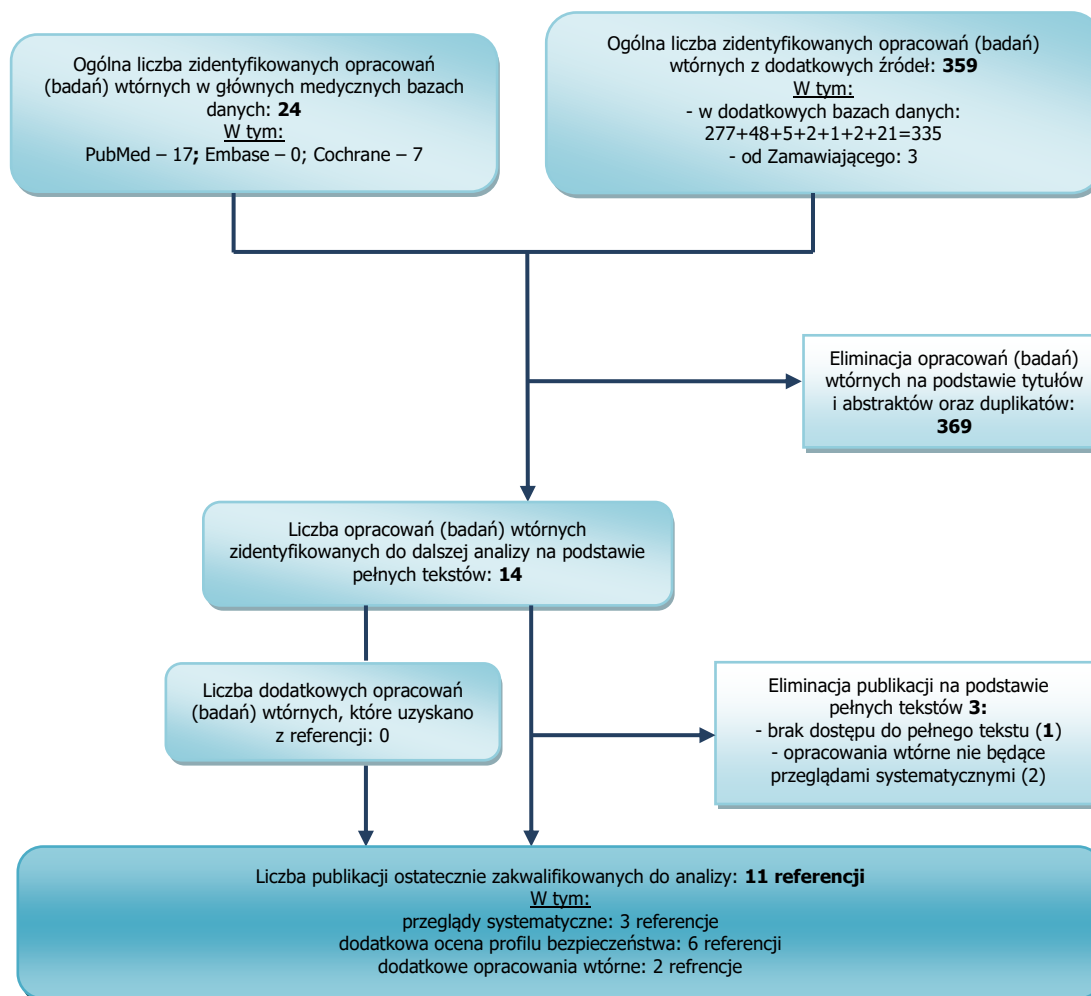 Ogólna liczba zidentyfikowanych opracowań
(badań) wtórnych w głównych medycznych bazach
danych: 24
W tym:
PubMed – 17; Embase – 0; Cochrane – 7
Ogólna liczba zidentyfikowanych opracowań (badań)
wtórnych z dodatkowych źródeł: 359
W tym:
- w dodatkowych bazach danych:
277+48+5+2+1+2+21=335
- od Zamawiającego: 3
Eliminacja opracowań (badań)
wtórnych na podstawie tytułów
i abstraktów oraz duplikatów:
369
Liczba opracowań (badań) wtórnych
zidentyfikowanych do dalszej analizy na podstawie
pełnych tekstów: 14
Liczba dodatkowych opracowań
(badań) wtórnych, które uzyskano
z referencji: 0
Eliminacja publikacji na podstawie
pełnych tekstów 3:
- brak dostępu do pełnego tekstu (1)
- opracowania wtórne nie będące
przeglądami systematycznymi (2)
Liczba publikacji ostatecznie zakwalifikowanych do analizy: 11 referencji
W tym:
przeglądy systematyczne: 3 referencje
dodatkowa ocena profilu bezpieczeństwa: 6 referencji
dodatkowe opracowania wtórne: 2 refrencje